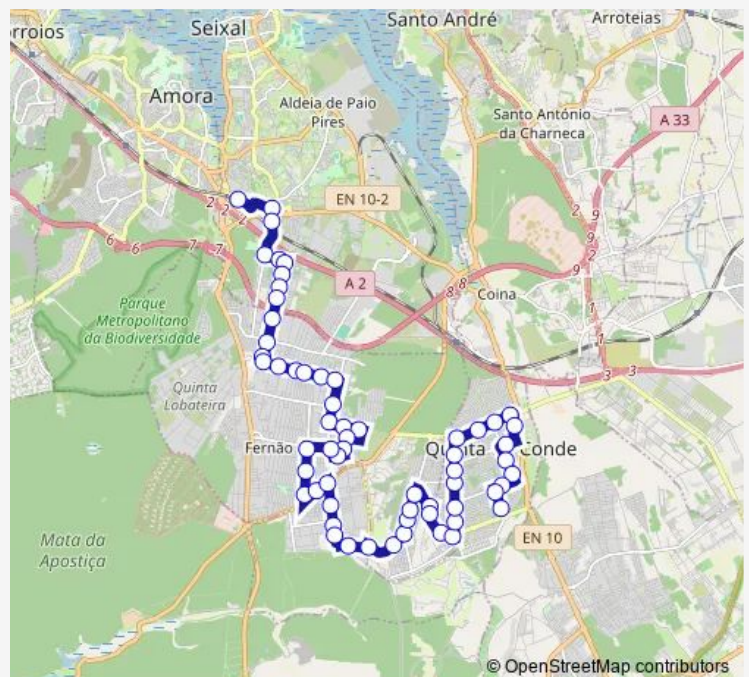 Seixal
Santo André
Arroteias
Amora
Aldeia de Paio
Pires
Santo António
da Charneca
A 33
EN 10-2
2
2
2
2
9
9
2
9
6
6
7
7
A 2
8 8
Coina
1
1
Parque
Metropolitano
da Biodiversidade
3
3
Quinta
Lobateira
Fernão
Quinta
Conde
Mata da
Apostiça
EN 10
© OpenStreetMap contributors